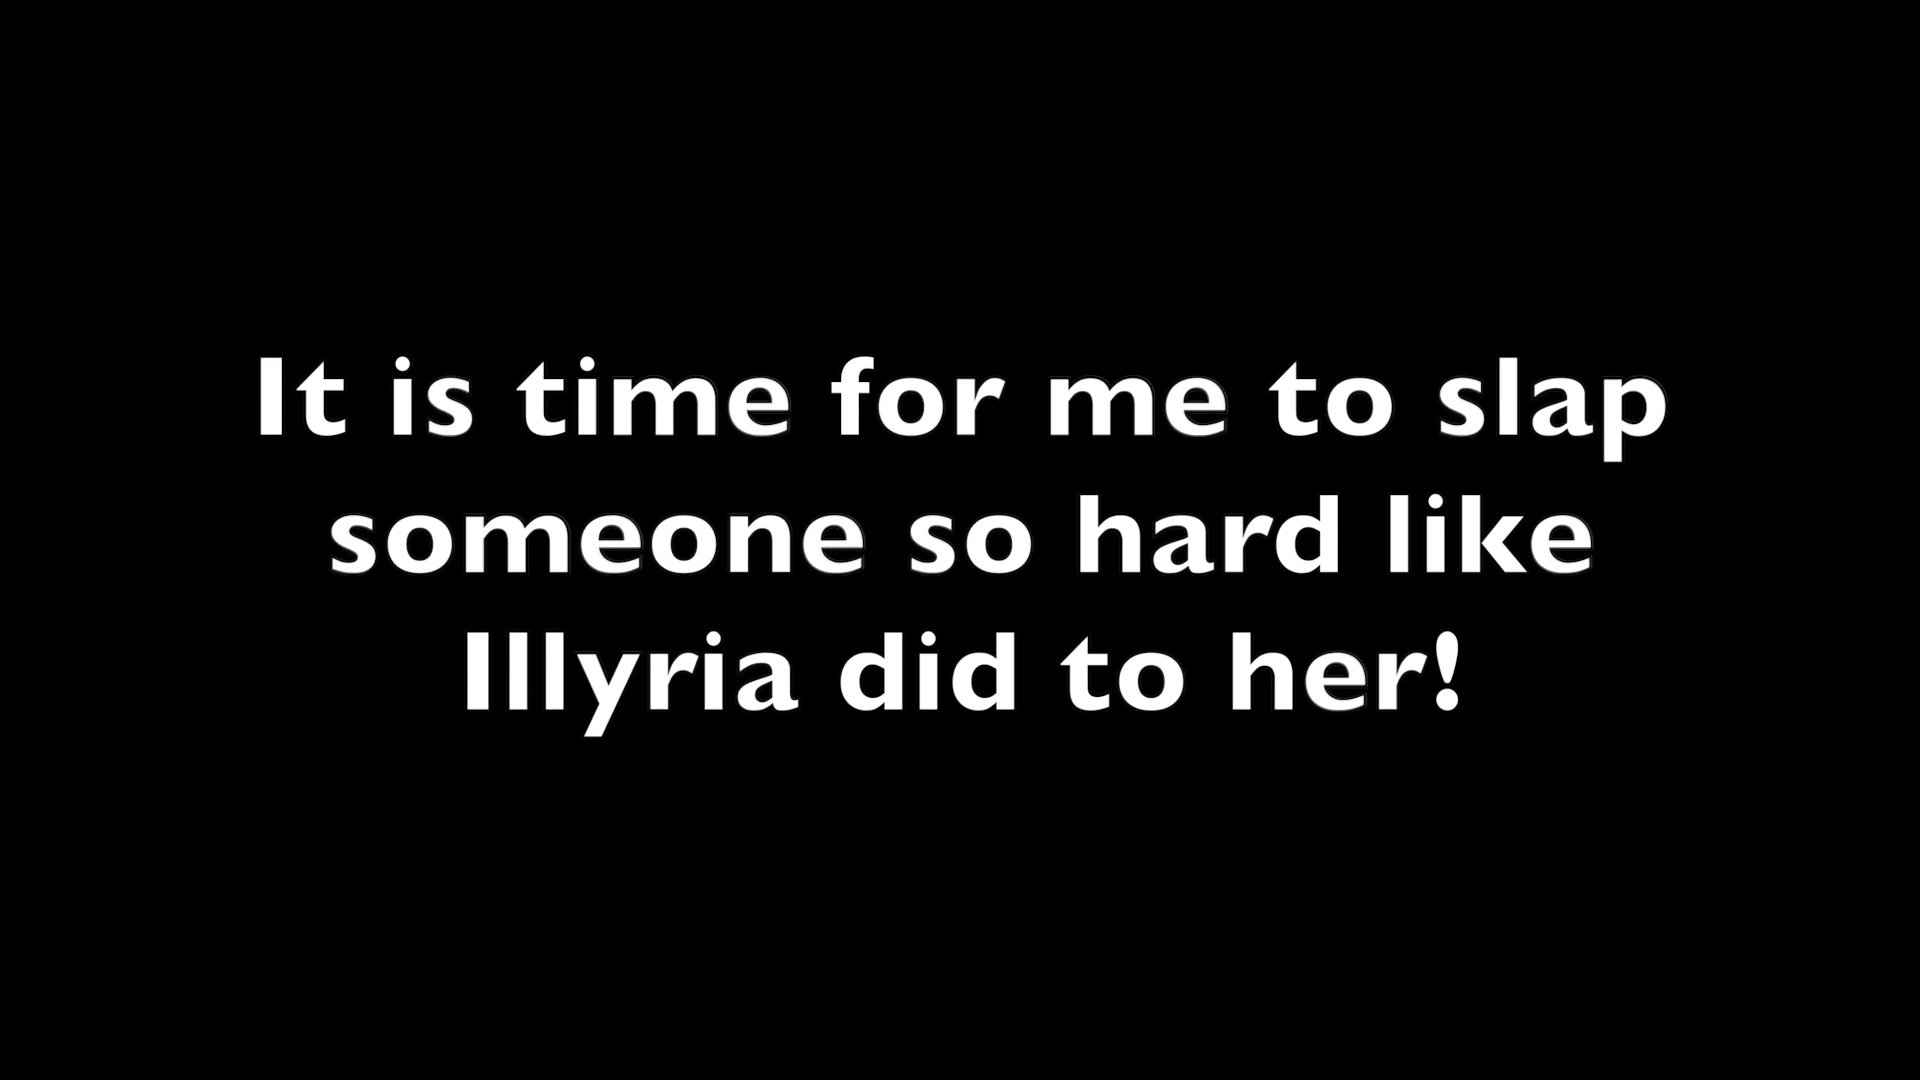 It is time for me to slap
someone so hard like
Illyria did to her!